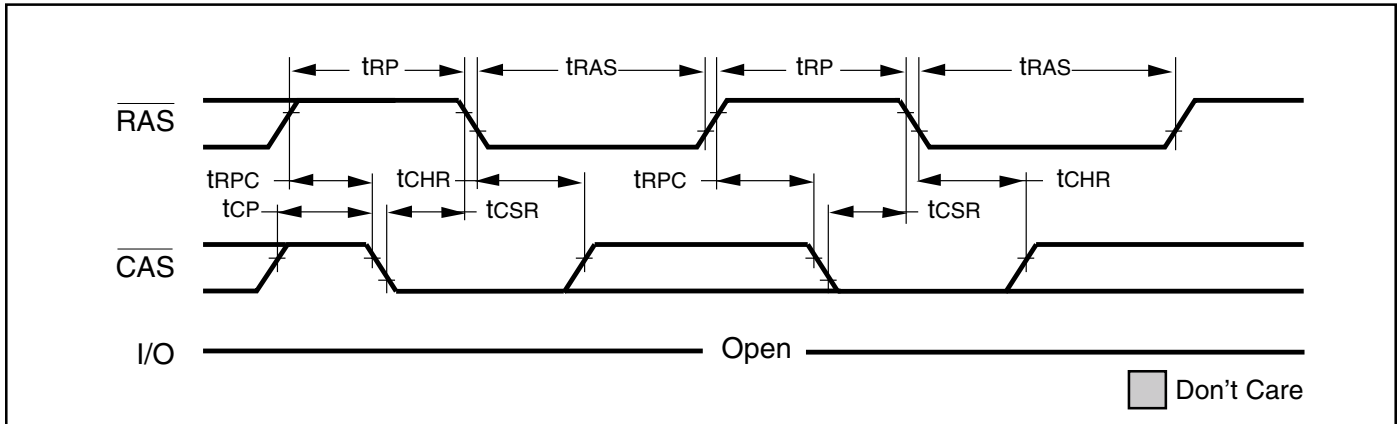 tRP tRAS tRP tRAS
RAS
tRPC tCHR tRPC tCHR
tCP tCSR tCSR
CAS
I/O Open
Don't Care